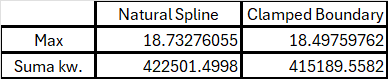 Natural Spline Clamped Boundary
Max 18.73276055 18.49759762
Suma kw. 422501.4998 415189.5582